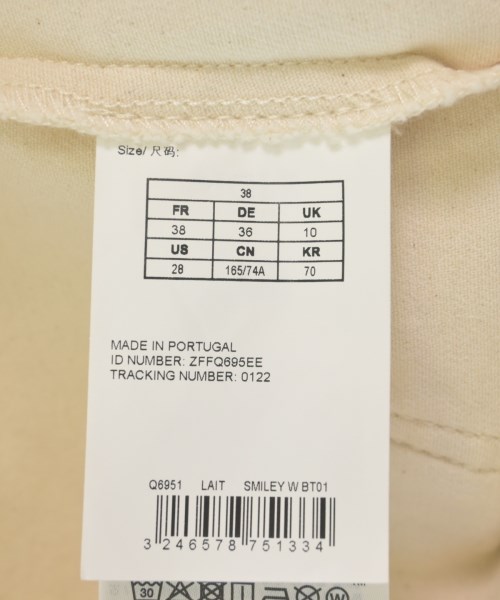 Size/ 尺码:
38
FR DE UK
38 36 10
US CN KR
28 165/74A 70
MADE IN PORTUGAL
ID NUMBER: ZFFQ695EE
TRACKING NUMBER: 0122
Q6951 LAIT SMILEY W BT01
3 246578 751334
30
W